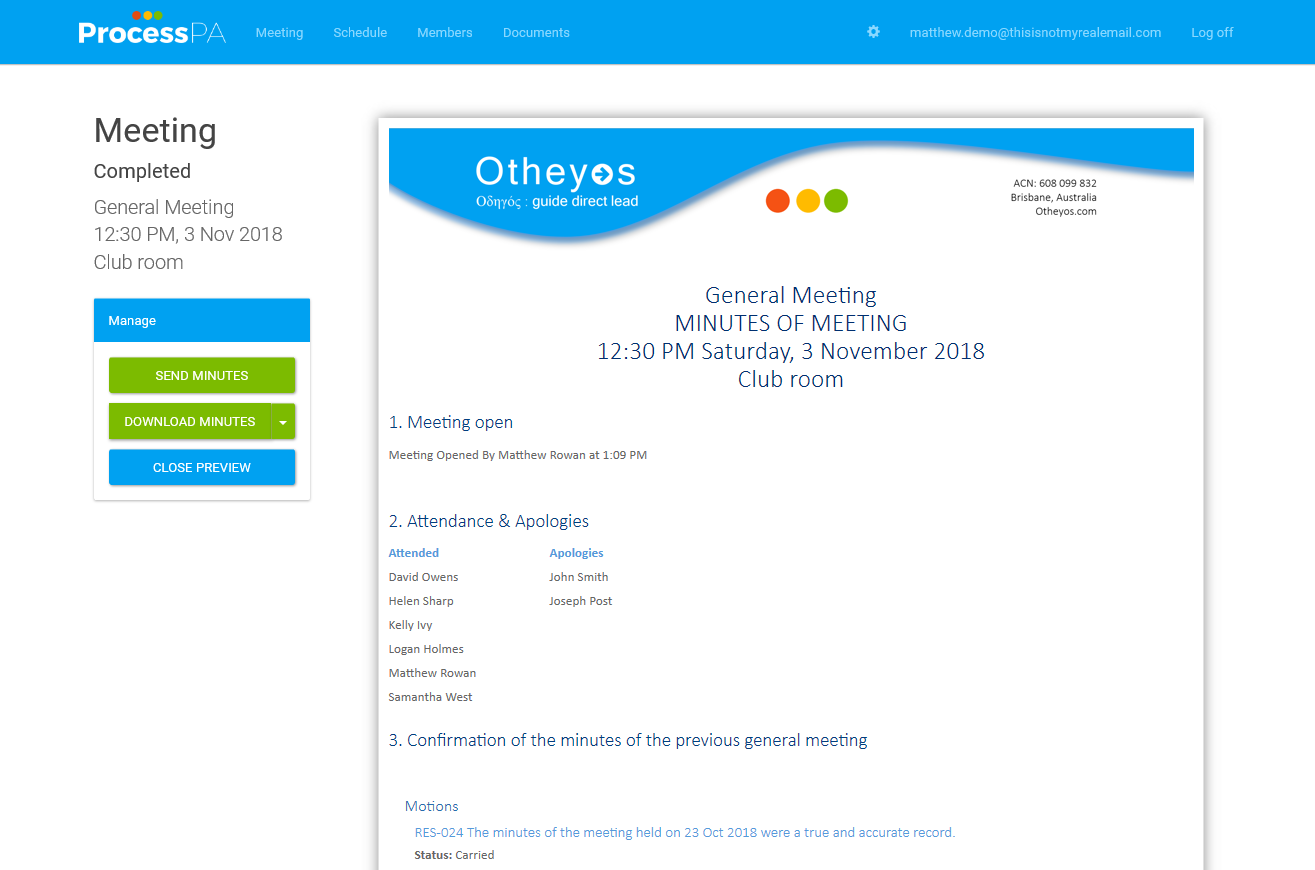 ProcessPA Meeting Schedule Members Documents matthew.demo@thisisnotmyrealemail.com Log off
Meeting
Completed
General Meeting
12:30 PM, 3 Nov 2018
Club room
Manage
SEND MINUTES
DOWNLOAD MINUTES
CLOSE PREVIEW
Otheyos
Οδηγός : guide direct lead
ACN: 608 099 832
Brisbane, Australia
Otheyos.com
General Meeting
MINUTES OF MEETING
12:30 PM Saturday, 3 November 2018
Club room
1. Meeting open
Meeting Opened By Matthew Rowan at 1:09 PM
2. Attendance & Apologies
Attended Apologies
David Owens John Smith
Helen Sharp Joseph Post
Kelly Ivy
Logan Holmes
Matthew Rowan
Samantha West
3. Confirmation of the minutes of the previous general meeting
Motions
RES-024 The minutes of the meeting held on 23 Oct 2018 were a true and accurate record.
Status: Carried